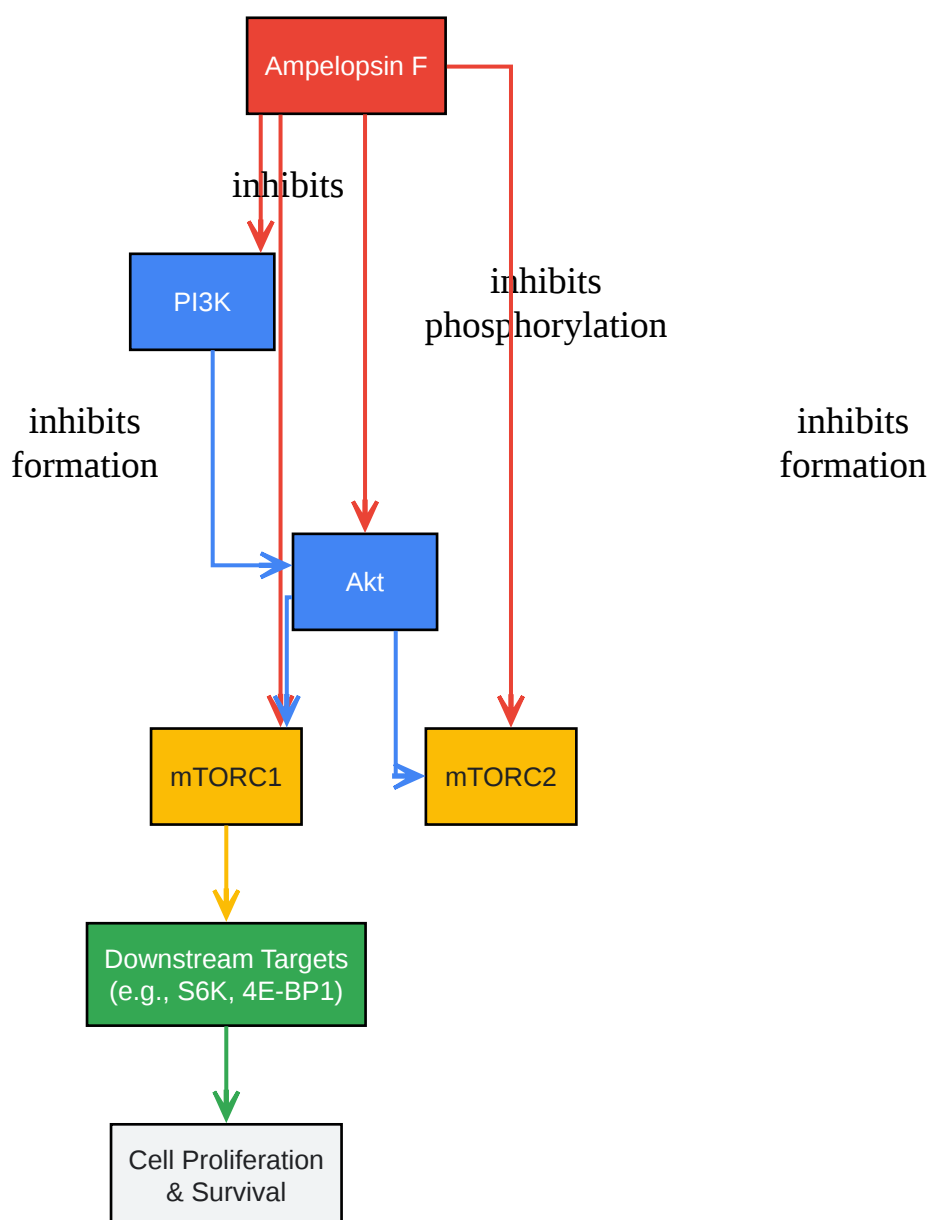 Ampelopsin F
inhibits
PI3K
inhibits
phosphorylation
inhibits
formation
inhibits
formation
Akt
mTORC1
mTORC2
Downstream Targets
(e.g., S6K, 4E-BP1)
Cell Proliferation
& Survival